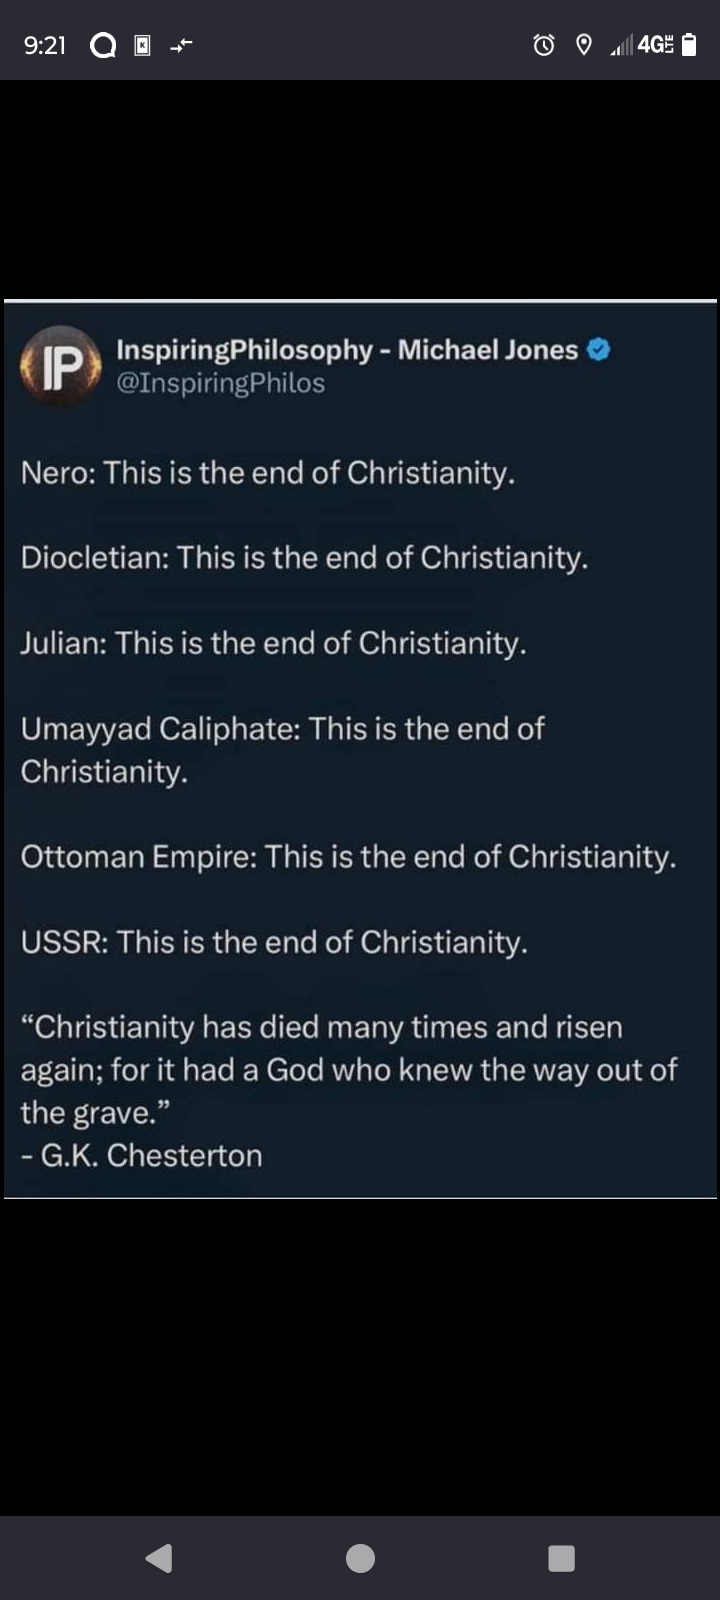 9:21
4G LTE
IP
InspiringPhilosophy - Michael Jones
@InspiringPhilos
Nero: This is the end of Christianity.
Diocletian: This is the end of Christianity.
Julian: This is the end of Christianity.
Umayyad Caliphate: This is the end of
Christianity.
Ottoman Empire: This is the end of Christianity.
USSR: This is the end of Christianity.
“Christianity has died many times and risen
again; for it had a God who knew the way out of
the grave.”
- G.K. Chesterton